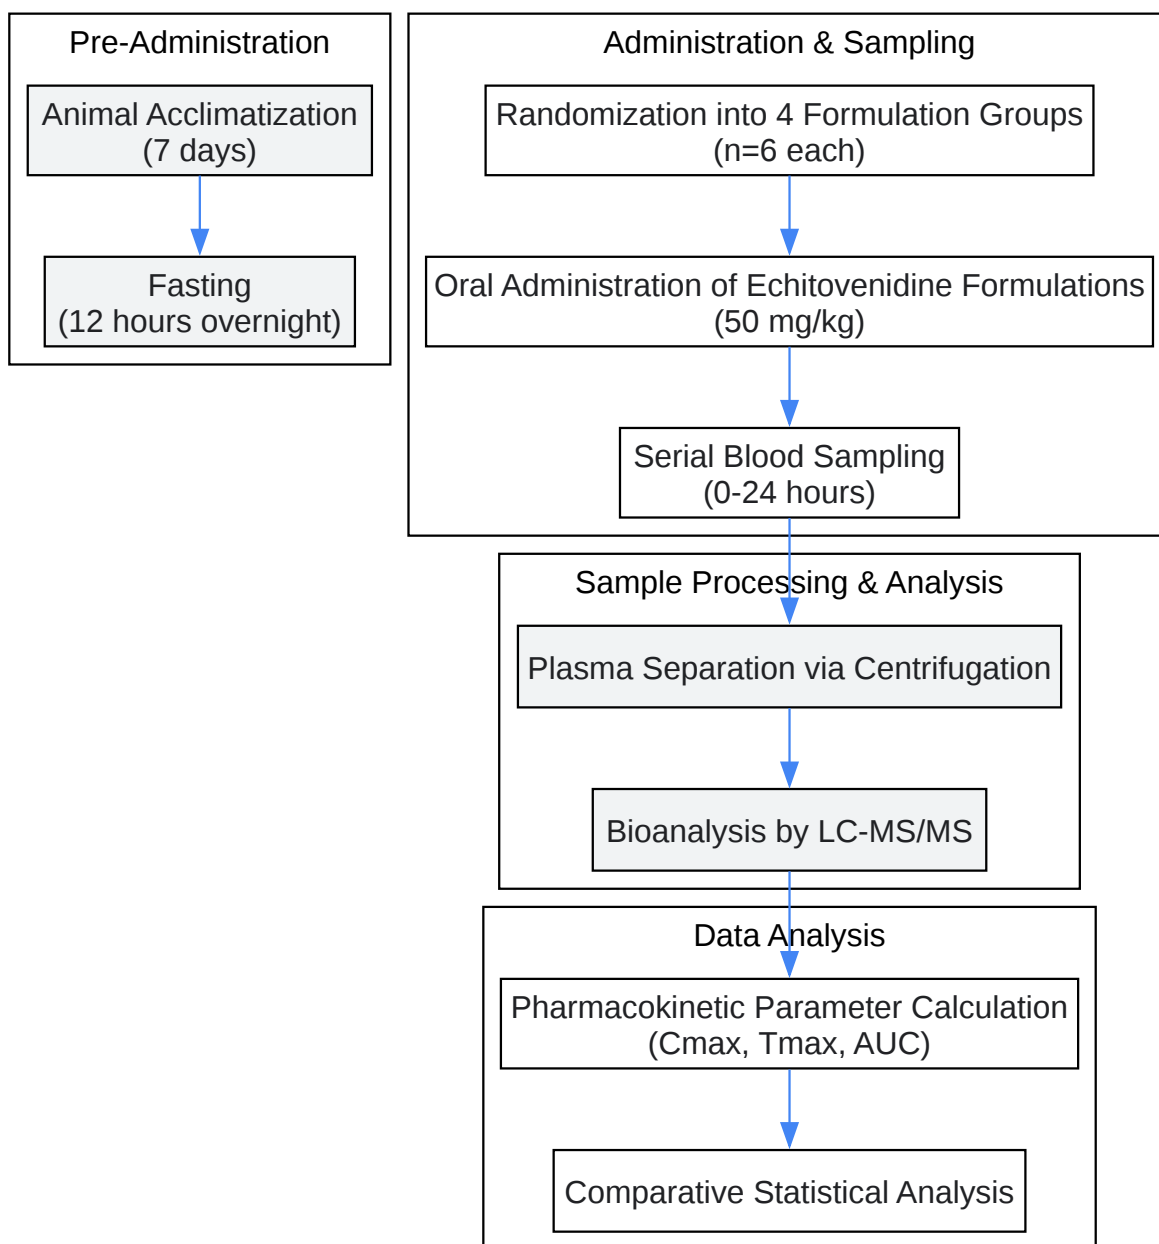 Pre-Administration
Animal Acclimatization
(7 days)
Fasting
(12 hours overnight)
Administration & Sampling
Randomization into 4 Formulation Groups
(n=6 each)
Oral Administration of Echitovenidine Formulations
(50 mg/kg)
Serial Blood Sampling
(0-24 hours)
Sample Processing & Analysis
Plasma Separation via Centrifugation
Bioanalysis by LC-MS/MS
Data Analysis
Pharmacokinetic Parameter Calculation
(Cmax, Tmax, AUC)
Comparative Statistical Analysis